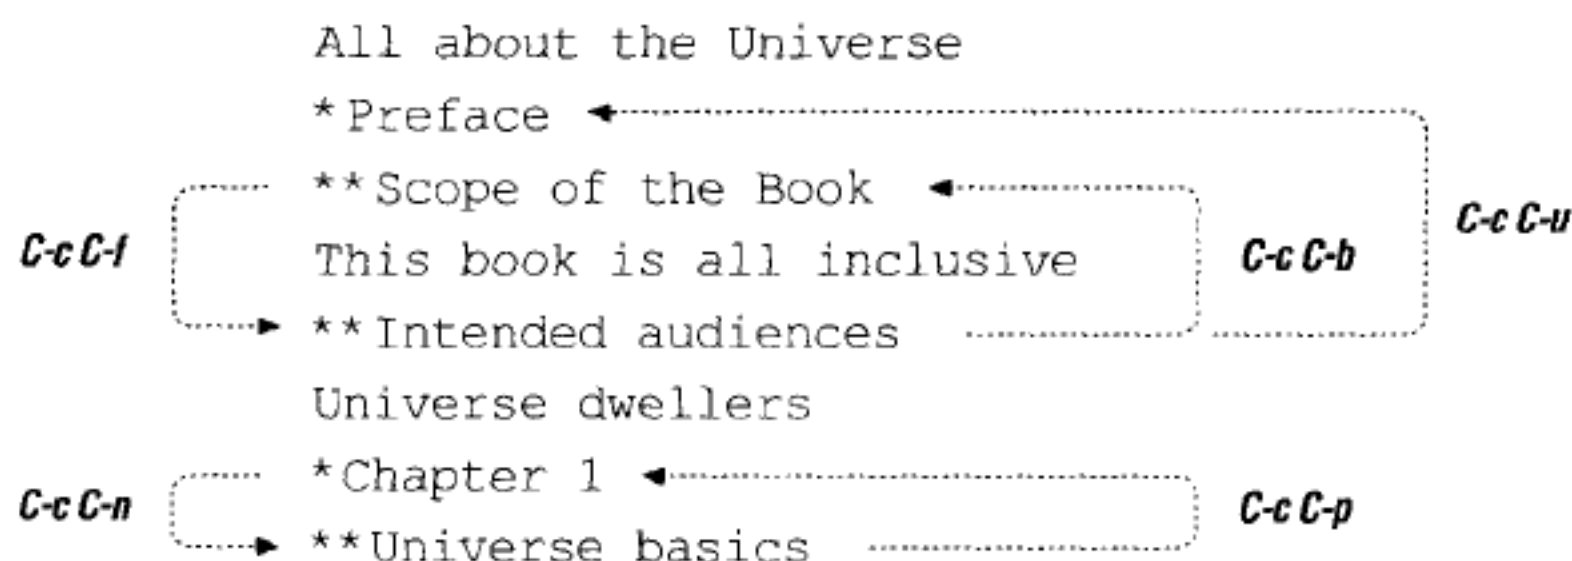 All about the Universe
*Preface
**Scope of the Book
C-c C-u
C-c C-f
This book is all inclusive
C-c C-b
**Intended audiences
Universe dwellers
*Chapter 1
C-c C-n
C-c C-p
**Universe basics